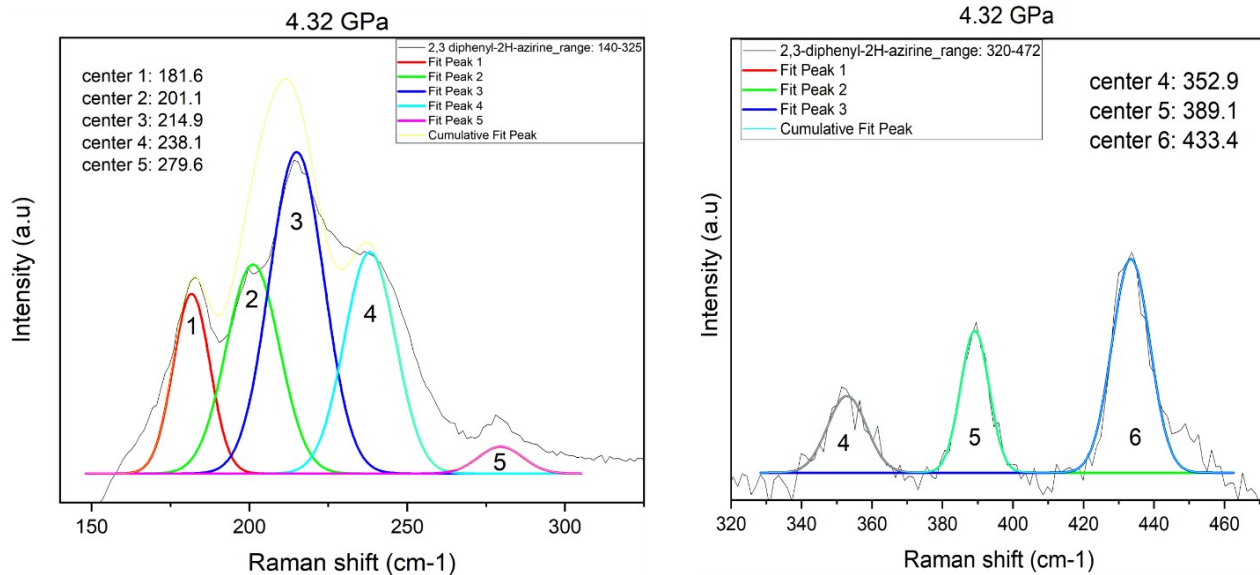 4.32 GPa
2,3 diphenyl-2H-azirine_range: 140-325
Fit Peak 1
Fit Peak 2
Fit Peak 3
Fit Peak 4
Fit Peak 5
Cumulative Fit Peak
center 1: 181.6
center 2: 201.1
center 3: 214.9
center 4: 238.1
center 5: 279.6
Intensity (a.u)
1
2
3
4
5
150
200
250
300
Raman shift (cm-1)
4.32 GPa
2,3-diphenyl-2H-azirine_range: 320-472
Fit Peak 1
Fit Peak 2
Fit Peak 3
Cumulative Fit Peak
center 4: 352.9
center 5: 389.1
center 6: 433.4
Intensity (a.u)
4
5
6
320
340
360
380
400
420
440
460
Raman shift (cm-1)